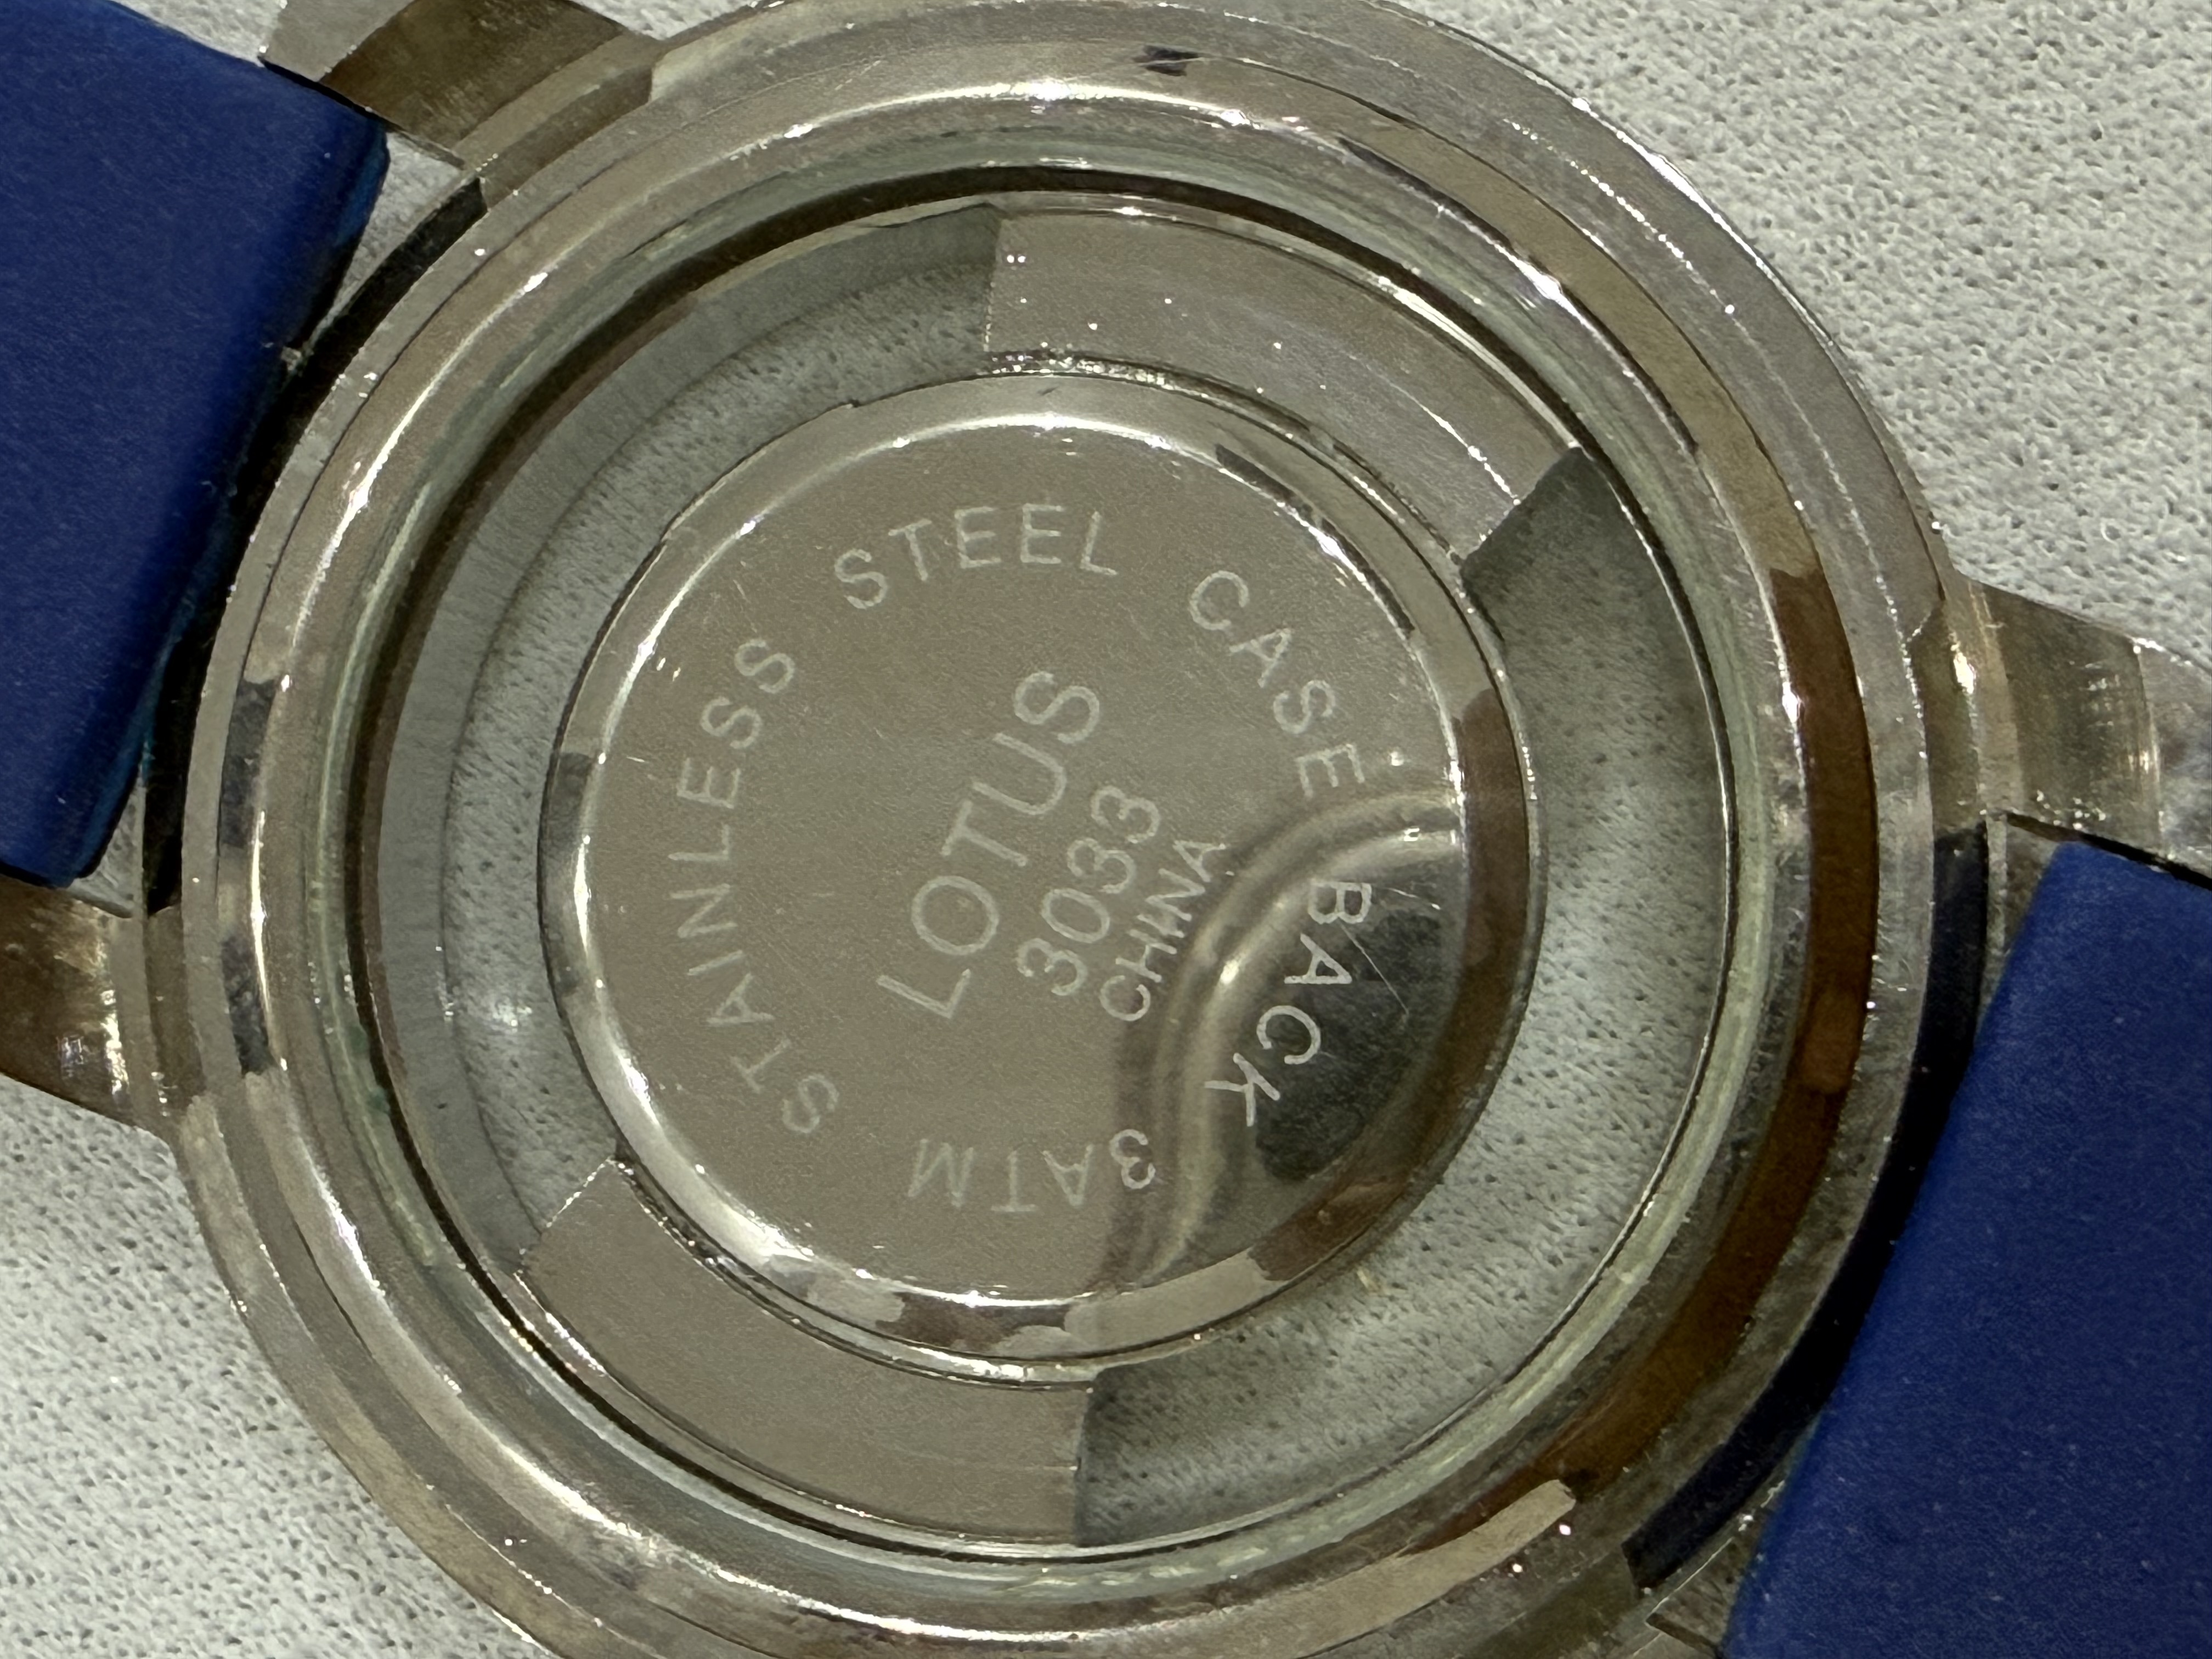 STAINLESS STEEL CASE BACK
LOTUS
3033
CHINA
3ATM